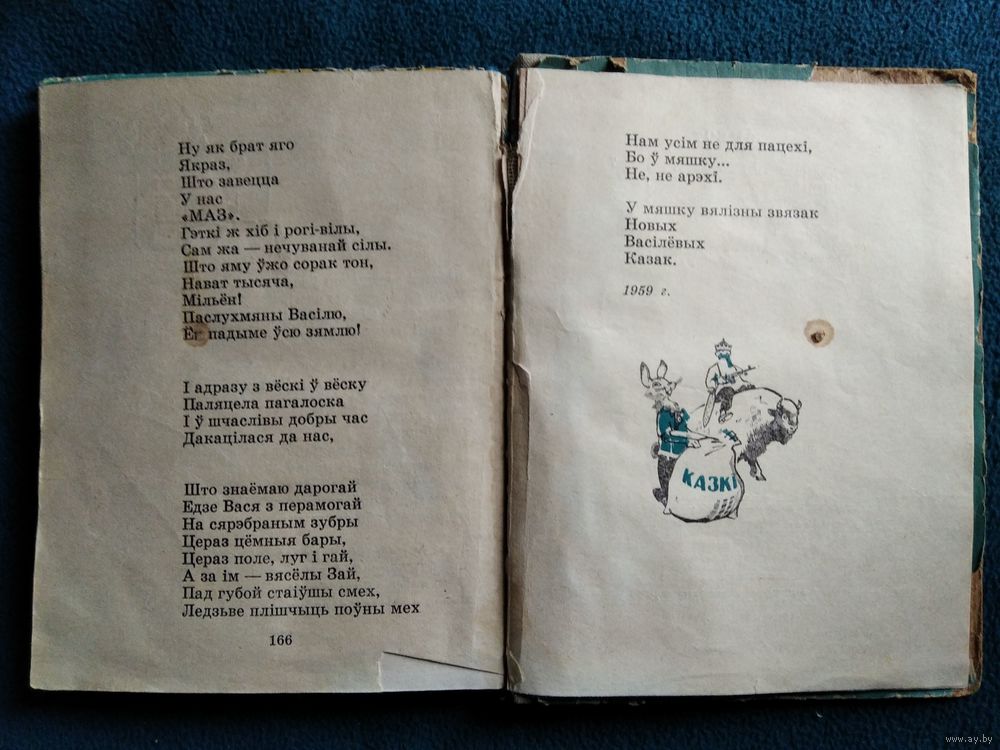 Ну як брат яго
Якраз,
Што завецца
У нас
«МАЗ».
Гэткі ж хіб і рогі-вілы,
Сам жа — нечуванай сілы.
Што яму ўжо сорак тон,
Нават тысяча,
Мільён!
Паслухмяны Васілю,
Ён падыме ўсю зямлю!
І адразу з вёскі ў вёску
Паляцела пагалоска
І ў шчаслівы добры час
Дакацілася да нас,
Што знаёмаю дарогай
Едзе Вася з перамогай
На сярэбраным зубры
Цераз цёмныя бары,
Цераз поле, луг і гай,
А за ім — вясёлы Зай,
Пад губой стаіўшы смех,
Ледзьве плішчыць поўны мех
166
Нам усім не для пацехі,
Бо ў мяшку...
Не, не арэхі.
У мяшку вялізны звязак
Новых
Васілёвых
Казак.
1959 г.
КАЗКІ
www.ay.by